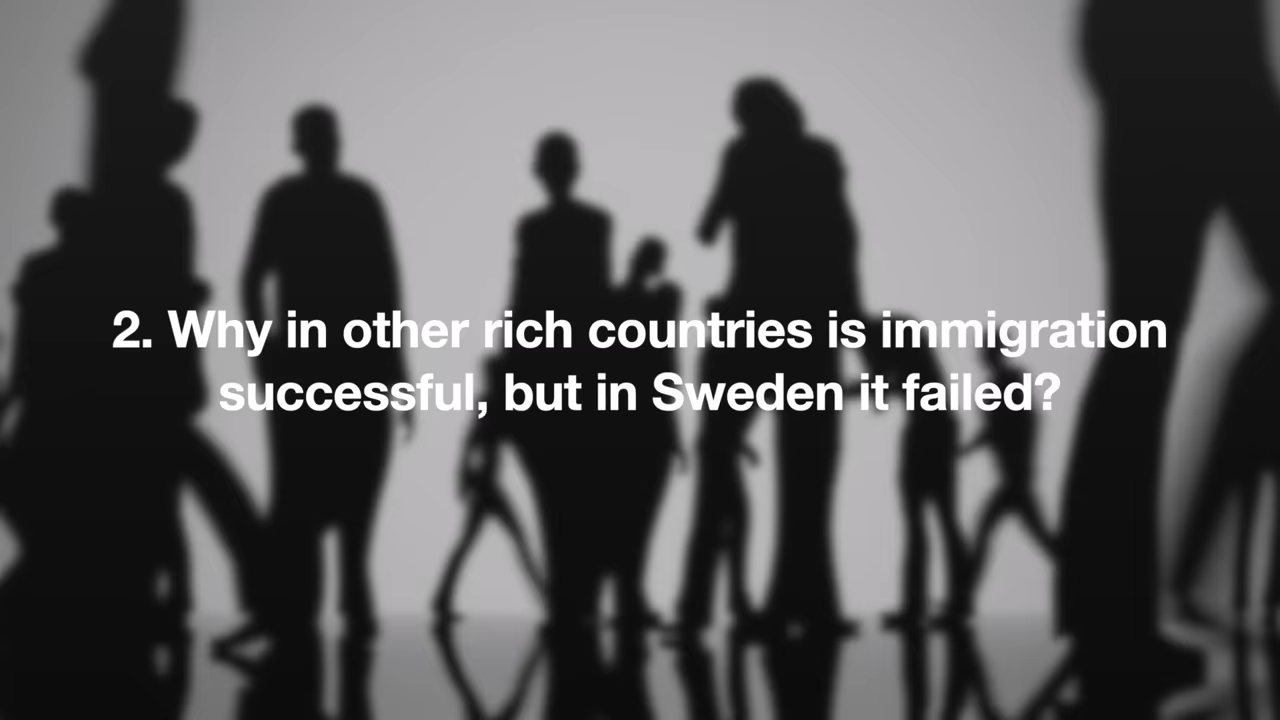 2. Why in other rich countries is immigration
successful, but in Sweden it failed?